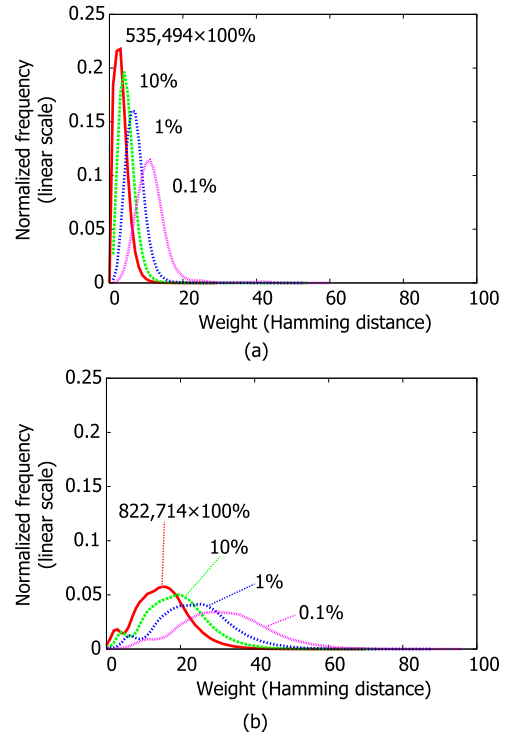 0.25
0.2
0.15
0.1
0.05
0
Normalized frequency
(linear scale)
535,494×100%
10%
1%
0.1%
0 20 40 60 80 100
Weight (Hamming distance)
(a)
0.25
0.2
0.15
0.1
0.05
0
Normalized frequency
(linear scale)
822,714×100%
10%
1%
0.1%
0 20 40 60 80 100
Weight (Hamming distance)
(b)